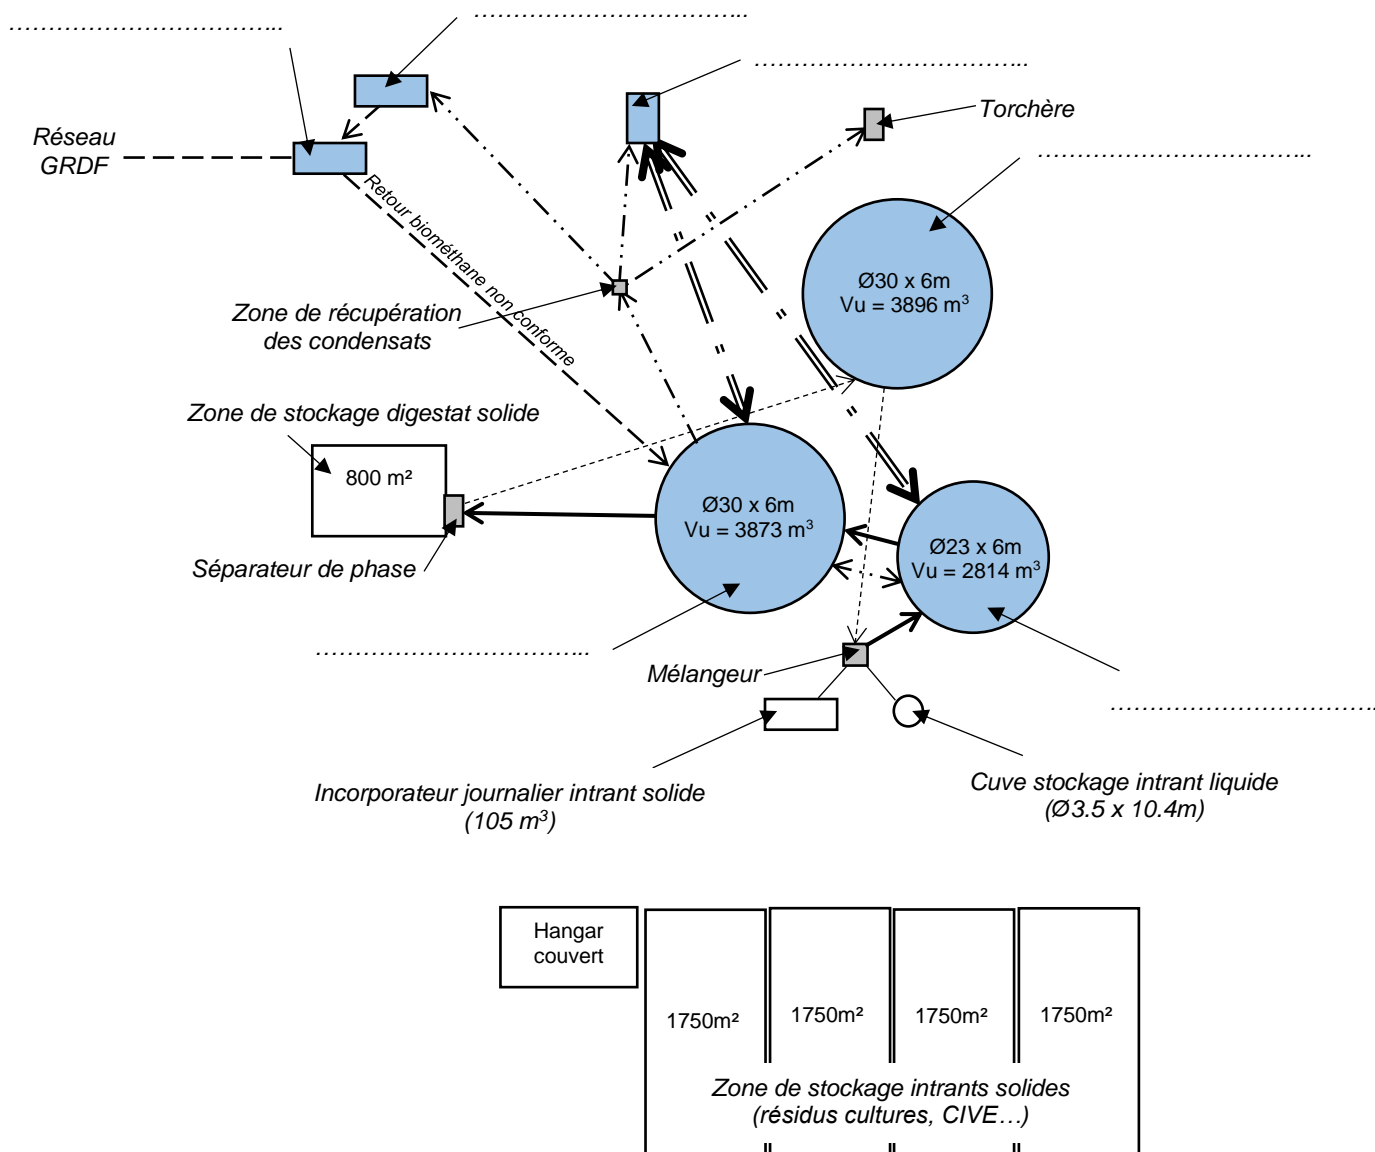 …………………………..
…………………………..
…………………………..
Torchère
Réseau
GRDF
…………………………..
Retour biométhane non conforme
Ø30 x 6m
Vu = 3896 m³
Zone de récupération
des condensats
Zone de stockage digestat solide
800 m²
Ø30 x 6m
Vu = 3873 m³
Ø23 x 6m
Vu = 2814 m³
Séparateur de phase
…………………………..
Mélangeur
…………………………..
Incorporateur journalier intrant solide
(105 m³)
Cuve stockage intrant liquide
(Ø3.5 x 10.4m)
Hangar
couvert
1750m²
1750m²
1750m²
1750m²
Zone de stockage intrants solides
(résidus cultures, CIVE…)